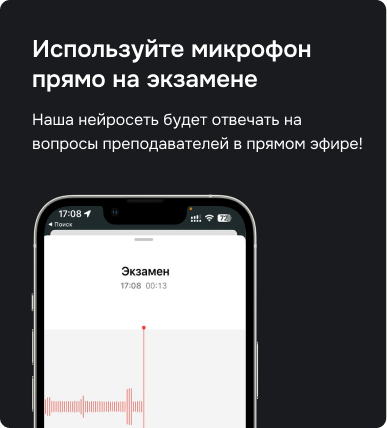 Используйте микрофон
прямо на экзамене
Наша нейросеть будет отвечать на
вопросы преподавателей в прямом эфире!
17:08 72
Поиск
Экзамен
17:08 00:13